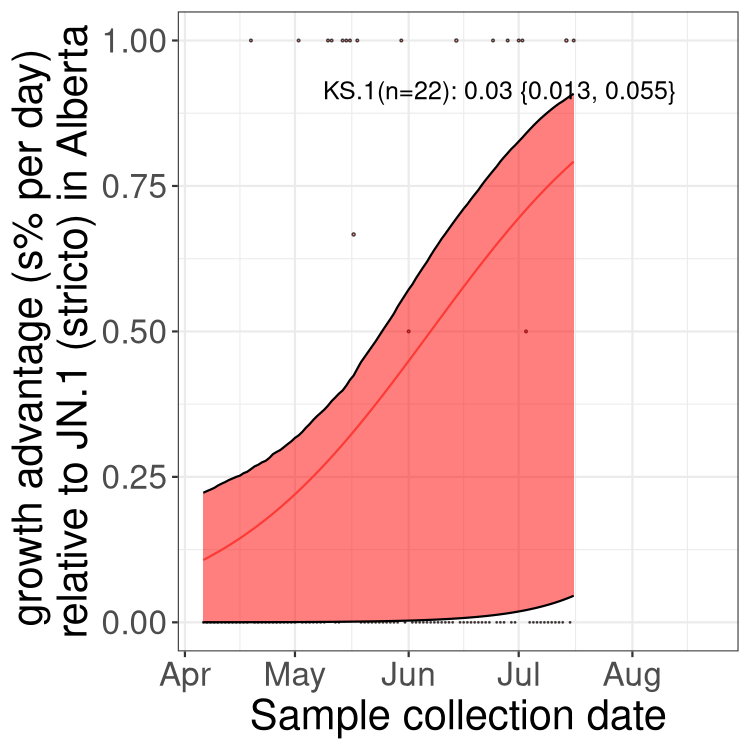 growth advantage (s% per day)
relative to JN.1 (stricto) in Alberta
1.00
0.75
0.50
0.25
0.00
KS.1(n=22): 0.03 {0.013, 0.055}
Apr May Jun Jul Aug
Sample collection date